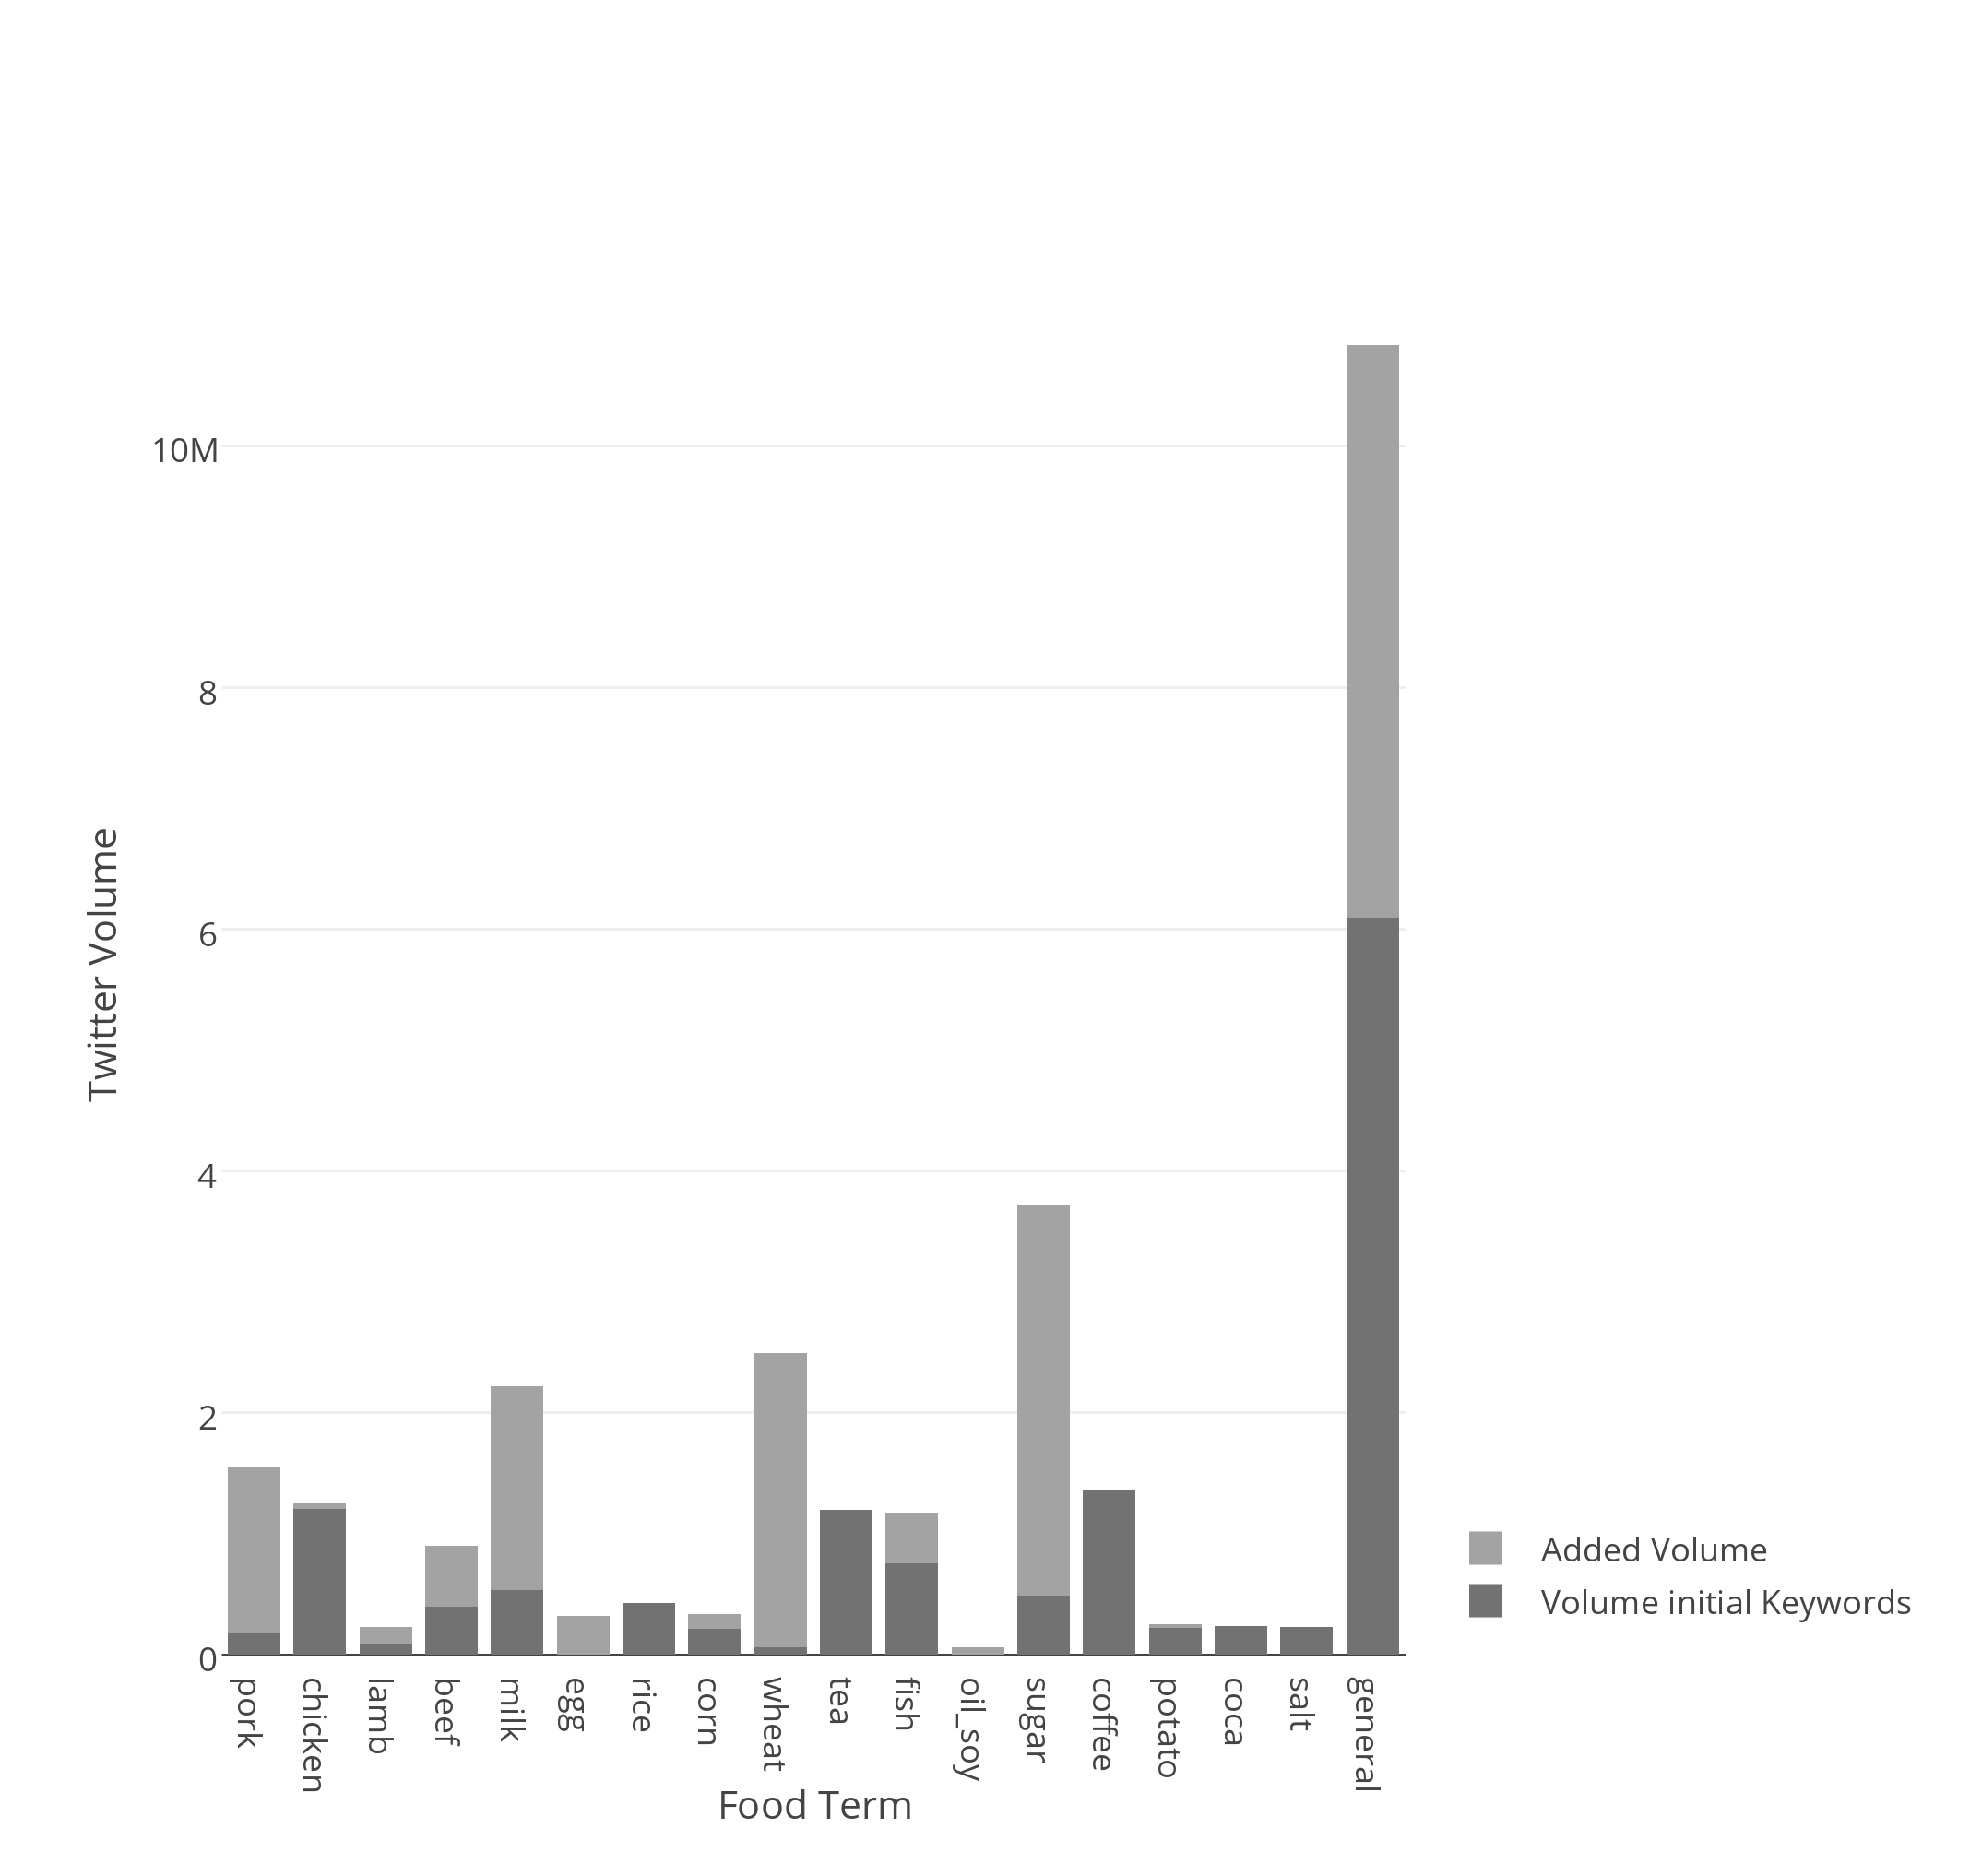 10M
8
6
4
2
0
Twitter Volume
pork
chicken
lamb
beef
milk
egg
rice
corn
wheat
tea
fish
oil_soy
sugar
coffee
potato
coca
salt
general
Food Term
Added Volume
Volume initial Keywords